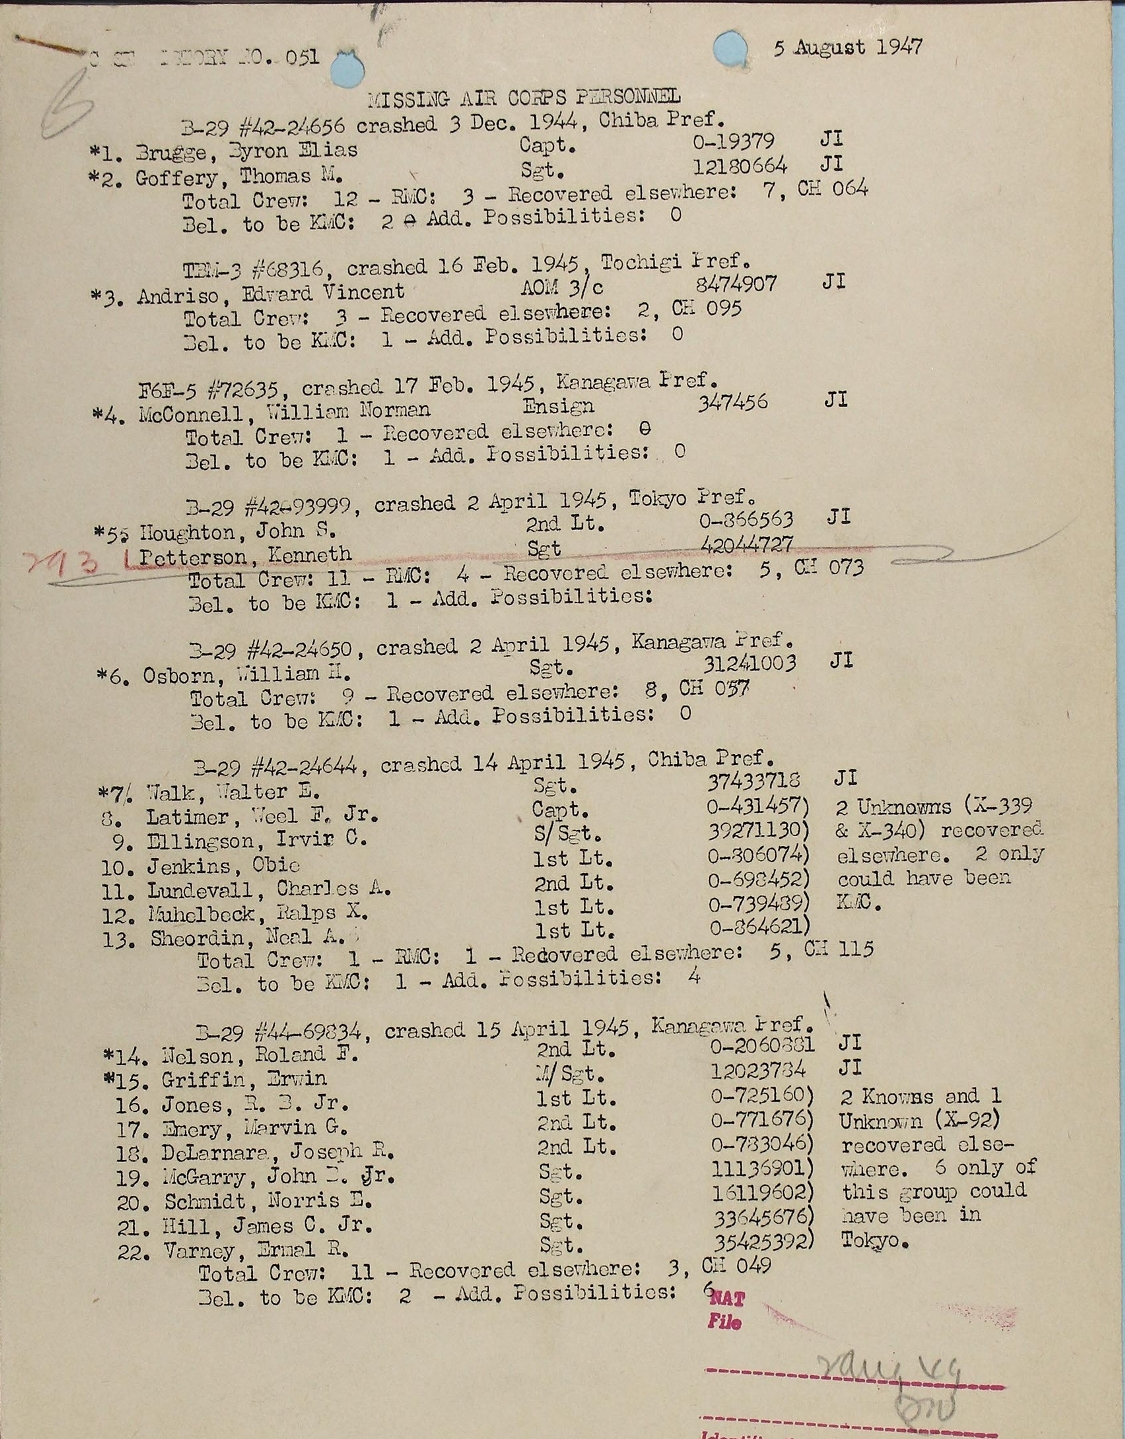 C SE HISTORY NO. 051
5 August 1947
MISSING AIR CORPS PERSONNEL
B-29 #42-24656 crashed 3 Dec. 1944, Chiba Pref.
*1. Brugge, Byron Elias Capt. 0-19379 JI
*2. Goffery, Thomas M. Sgt. 12180664 JI
Total Crew: 12 - RMC: 3 - Recovered elsewhere: 7, CH 064
Bel. to be KMC: 2 - Add. Possibilities: 0
TBM-3 #68316, crashed 16 Feb. 1945, Tochigi Pref.
*3. Andriso, Edward Vincent AOM 3/c 8474907 JI
Total Crew: 3 - Recovered elsewhere: 2, CH 095
Bel. to be KMC: 1 - Add. Possibilities: 0
F6F-5 #72635, crashed 17 Feb. 1945, Kanagawa Pref.
*4. McConnell, William Norman Ensign 347456 JI
Total Crew: 1 - Recovered elsewhere: 0
Bel. to be KMC: 1 - Add. Possibilities: 0
B-29 #42-93999, crashed 2 April 1945, Tokyo Pref.
*5. Houghton, John S. 2nd Lt. 0-866563 JI
293 Petterson, Kenneth Sgt 42044727
Total Crew: 11 - RMC: 4 - Recovered elsewhere: 5, CH 073
Bel. to be KMC: 1 - Add. Possibilities:
B-29 #42-24650, crashed 2 April 1945, Kanagawa Pref.
*6. Osborn, William H. Sgt. 31241003 JI
Total Crew: 9 - Recovered elsewhere: 8, CH 057
Bel. to be KMC: 1 - Add. Possibilities: 0
B-29 #42-24644, crashed 14 April 1945, Chiba Pref.
*7. Walk, Walter E. Sgt. 37433718 JI
8. Latimer, Weel F. Jr. Capt. 0-431457) 2 Unknowns (X-339
9. Ellingson, Irvir C. S/Sgt. 39271130) & X-340) recovered
10. Jenkins, Obie 1st Lt. 0-806074) elsewhere. 2 only
11. Lundevall, Charles A. 2nd Lt. 0-698452) could have been
12. Muhelbeck, Ralps X. 1st Lt. 0-739489) KMC.
13. Sheordin, Neal A. 1st Lt. 0-864621)
Total Crew: 1 - RMC: 1 - Recovered elsewhere: 5, CH 115
Bel. to be KMC: 1 - Add. Possibilities: 4
B-29 #44-69834, crashed 15 April 1945, Kanagawa Pref.
*14. Nelson, Roland F. 2nd Lt. 0-2060881 JI
*15. Griffin, Erwin M/Sgt. 12023784 JI
16. Jones, R. B. Jr. 1st Lt. 0-725160) 2 Knowns and 1
17. Emery, Marvin G. 2nd Lt. 0-771676) Unknown (X-92)
18. DeLarnara, Joseph R. 2nd Lt. 0-783046) recovered else-
19. McGarry, John D. Jr. Sgt. 11136901) where. 6 only of
20. Schmidt, Norris E. Sgt. 16119602) this group could
21. Hill, James C. Jr. Sgt. 33645676) have been in
22. Varney, Ermal R. Sgt. 35425392) Tokyo.
Total Crew: 11 - Recovered elsewhere: 3, CH 049
Bel. to be KMC: 2 - Add. Possibilities: 6
NAT
File